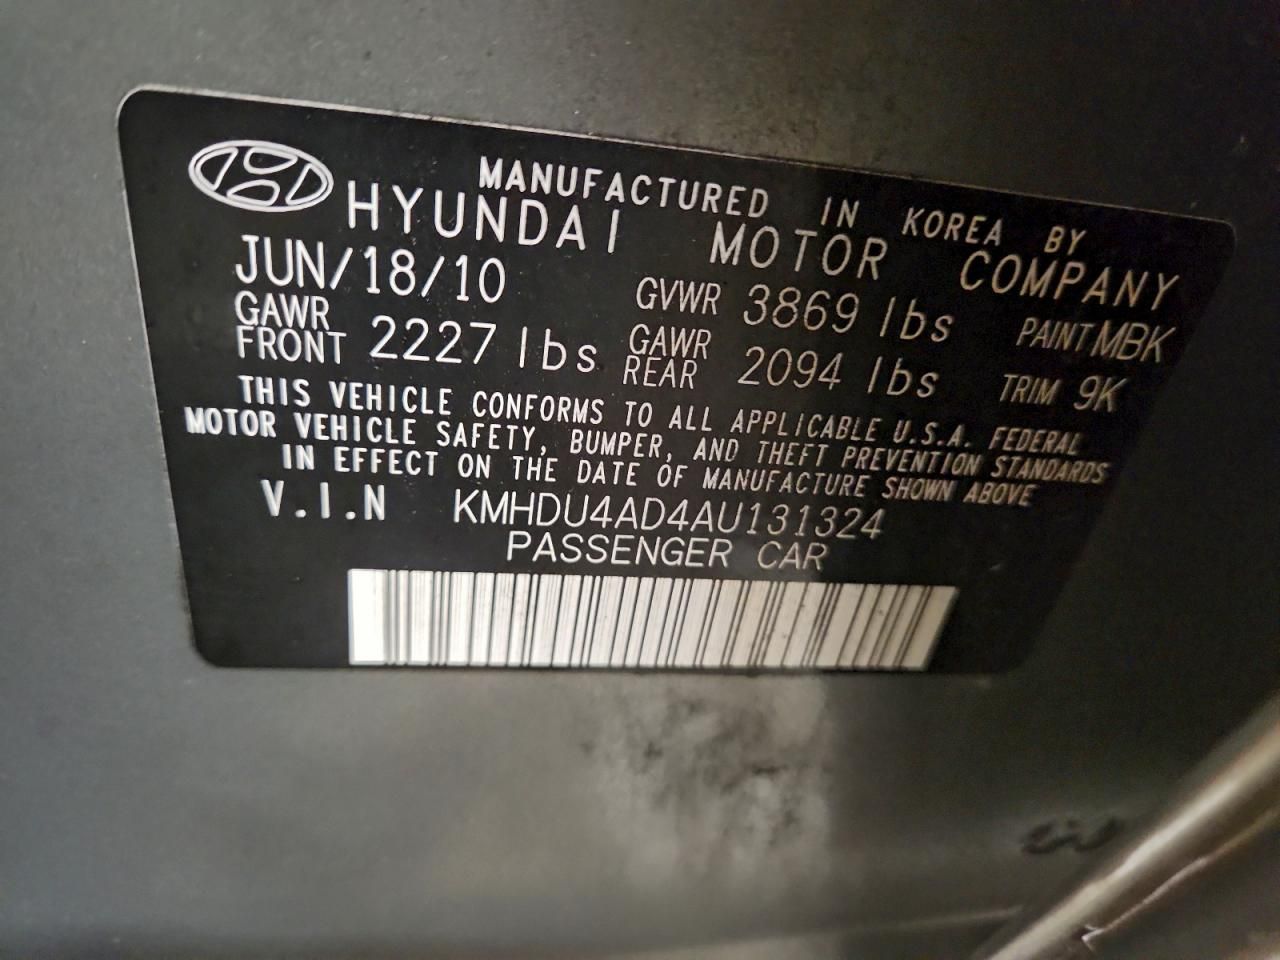 MANUFACTURED IN KOREA BY
HYUNDAI MOTOR COMPANY
JUN/18/10 GVWR 3869 lbs PAINT MBK
GAWR FRONT 2227 lbs GAWR REAR 2094 lbs TRIM 9K
THIS VEHICLE CONFORMS TO ALL APPLICABLE U.S.A. FEDERAL
MOTOR VEHICLE SAFETY, BUMPER, AND THEFT PREVENTION STANDARDS
IN EFFECT ON THE DATE OF MANUFACTURE SHOWN ABOVE
V.I.N KMHDU4AD4AU131324
PASSENGER CAR